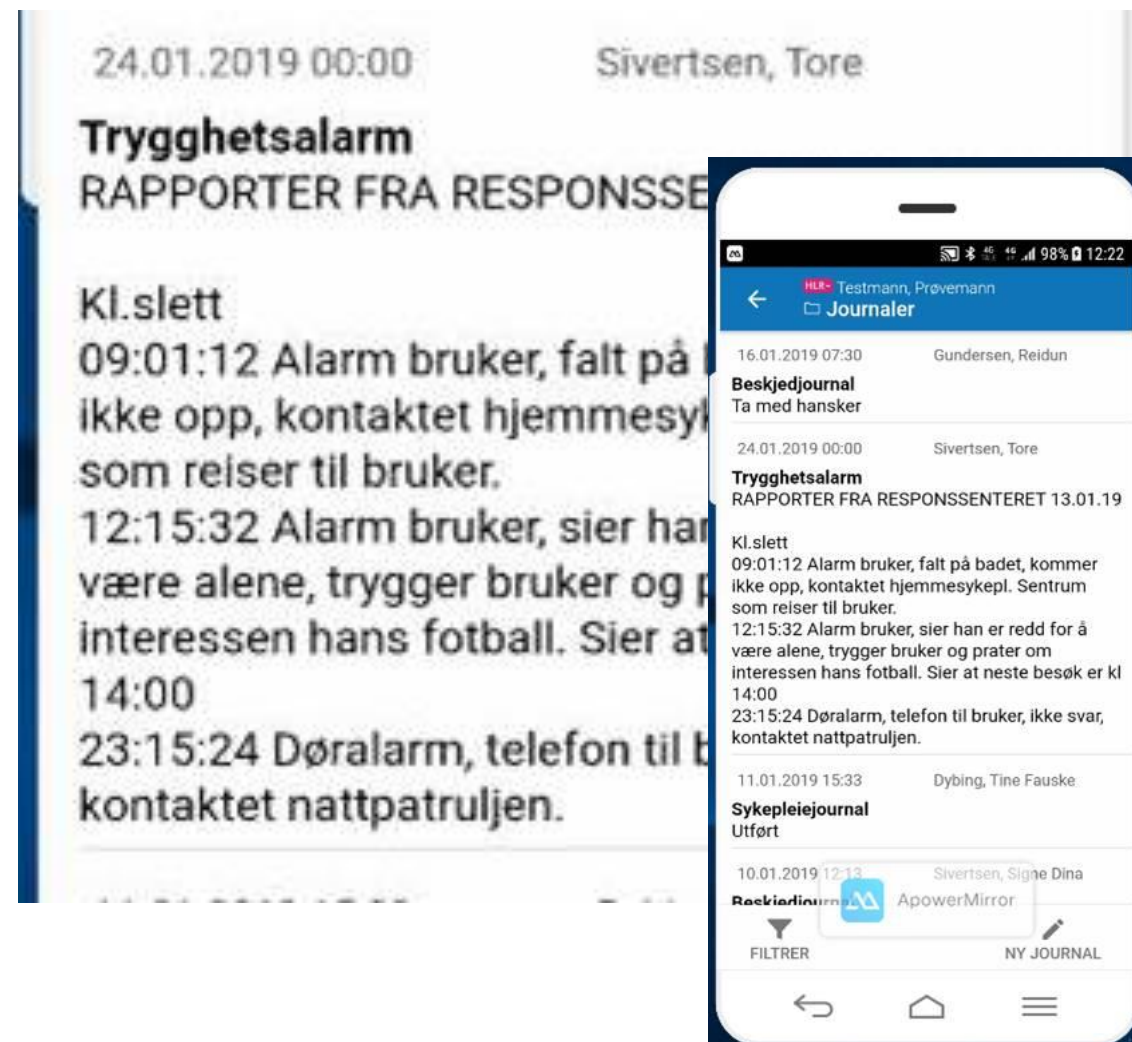 24.01.2019 00:00 Sivertsen, Tore
Trygghetsalarm
RAPPORTER FRA RESPONSSE
Kl.slett
09:01:12 Alarm bruker, falt på
ikke opp, kontaktet hjemmesy
som reiser til bruker.
12:15:32 Alarm bruker, sier har
være alene, trygger bruker og p
interessen hans fotball. Sier at
14:00
23:15:24 Døralarm, telefon til b
kontaktet nattpatruljen.
98% 12:22
HLR- Testmann, Prøvemann
Journaler
16.01.2019 07:30 Gundersen, Reidun
Beskjedjournal
Ta med hansker
24.01.2019 00:00 Sivertsen, Tore
Trygghetsalarm
RAPPORTER FRA RESPONSSENTERET 13.01.19
Kl.slett
09:01:12 Alarm bruker, falt på badet, kommer
ikke opp, kontaktet hjemmesykepl. Sentrum
som reiser til bruker.
12:15:32 Alarm bruker, sier han er redd for å
være alene, trygger bruker og prater om
interessen hans fotball. Sier at neste besøk er kl
14:00
23:15:24 Døralarm, telefon til bruker, ikke svar,
kontaktet nattpatruljen.
11.01.2019 15:33 Dybing, Tine Fauske
Sykepleiejournal
Utført
10.01.2019 12:13 Sivertsen, Signe Dina
Beskjedjourn
ApowerMirror
FILTRER NY JOURNAL